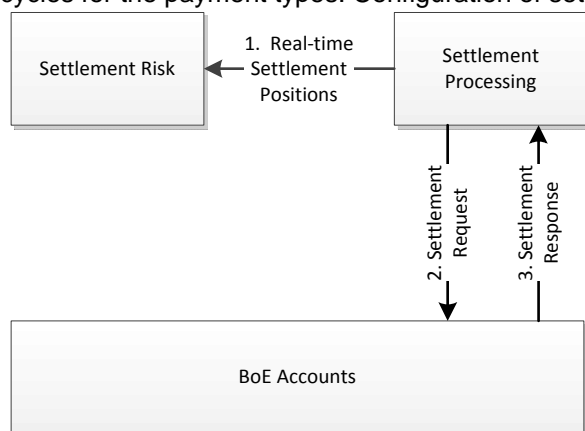 cycles for the payment types. Configuration of set
1. Real-time
Settlement
Positions
Settlement Risk
Settlement
Processing
2. Settlement
Request
3. Settlement
Response
BoE Accounts